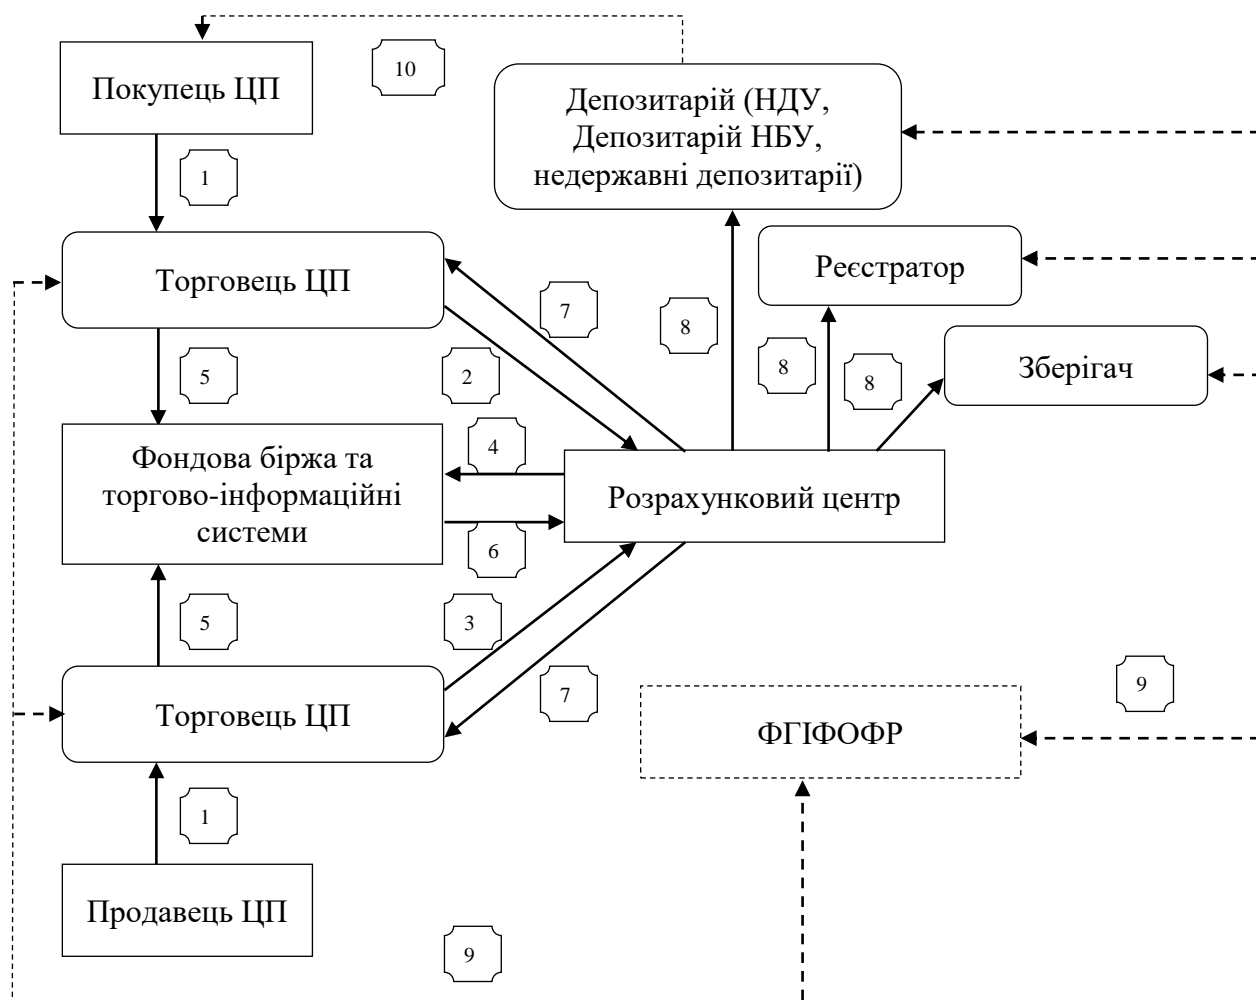 10
Покупець ЦП
Депозитарій (НДУ,
Депозитарій НБУ,
недержавні депозитарії)
1
Торговець ЦП
Реєстратор
7
8
8
8
Зберігач
5
2
4
Фондова біржа та
торгово-інформаційні
системи
Розрахунковий центр
6
5
3
7
9
Торговець ЦП
ФГІФОФР
1
Продавець ЦП
9